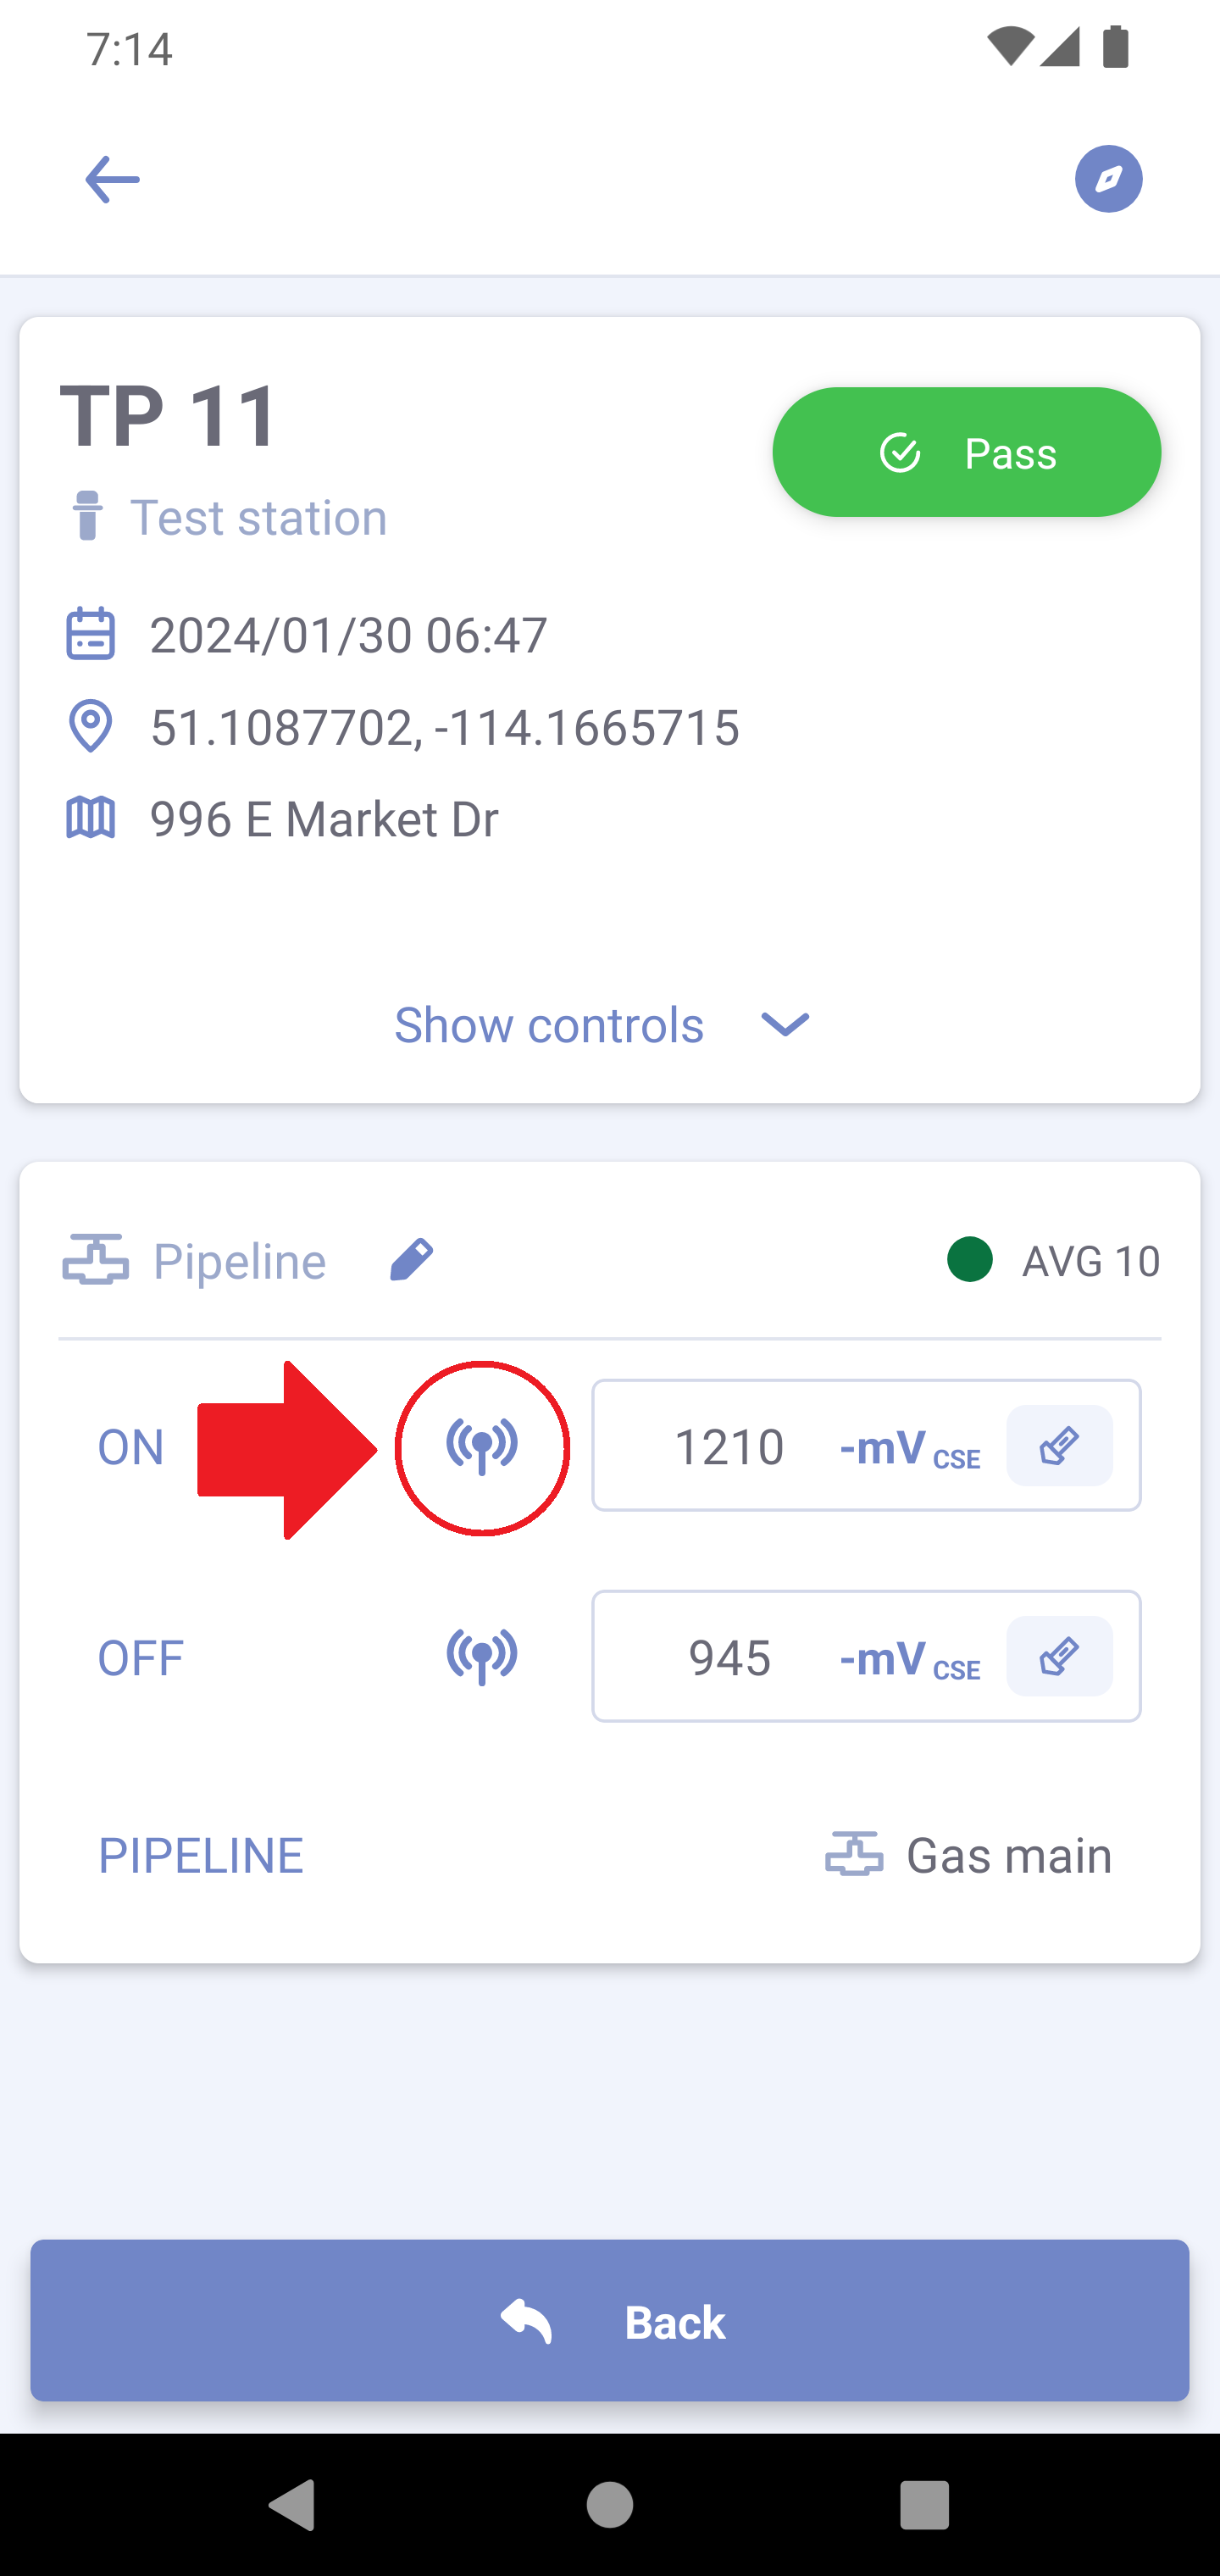 7:14
TP 11
Pass
Test station
2024/01/30 06:47
51.1087702, -114.1665715
996 E Market Dr
Show controls
Pipeline AVG 10
ON 1210 -mV CSE
OFF 945 -mV CSE
PIPELINE Gas main
Back